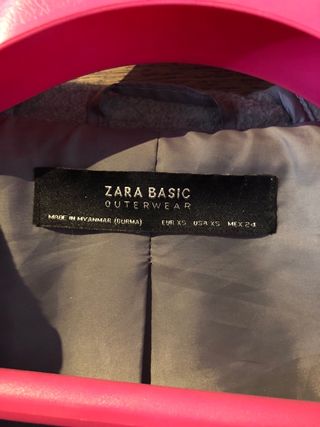 ZARA BASIC
OUTERWEAR
MADE IN MYANMAR (BURMA) EUR XS USA XS MEX 24